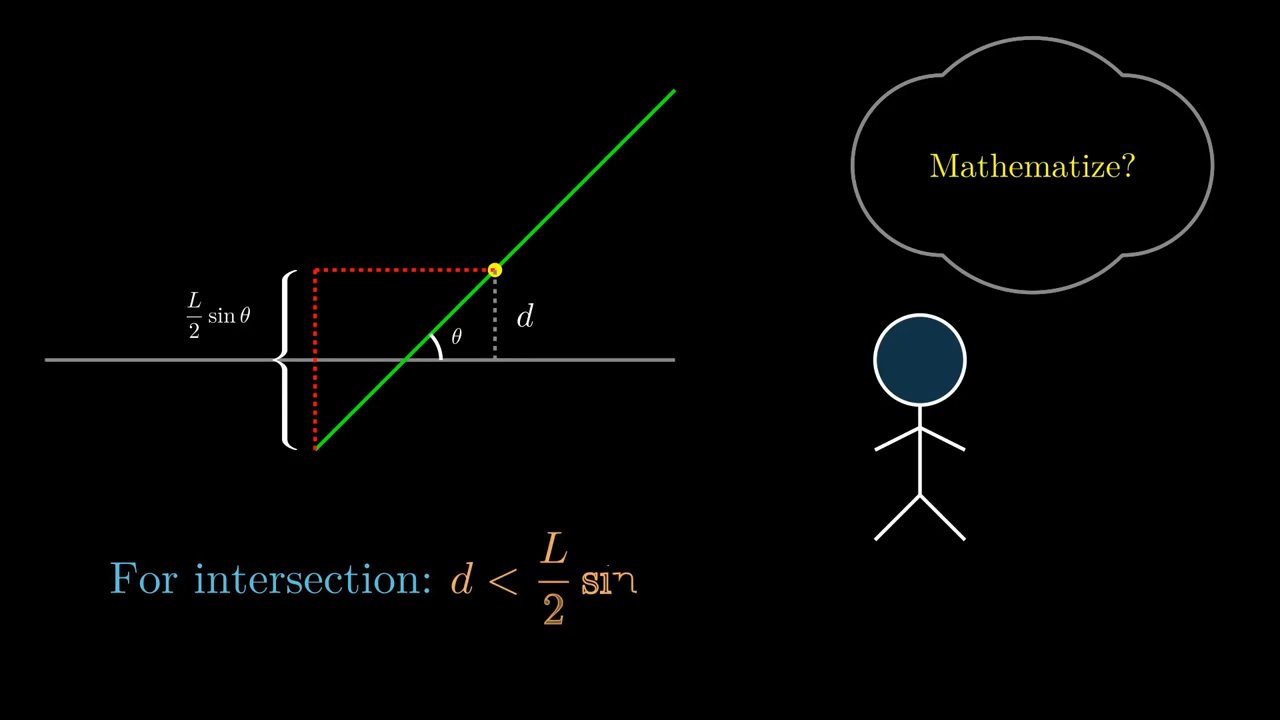 Mathematize?
L/2 sin θ
θ
d
For intersection: d < L/2 sin